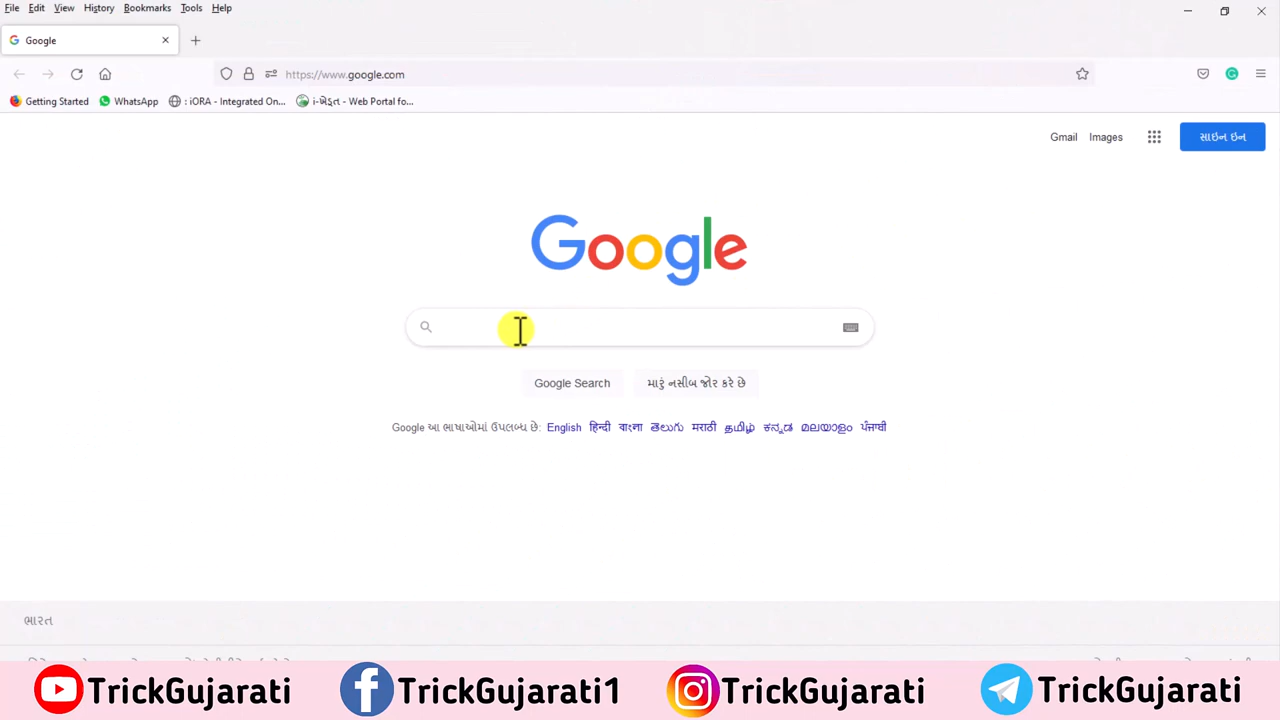 File Edit View History Bookmarks Tools Help
Google
https://www.google.com
Getting Started WhatsApp : iORA - Integrated On... i-ખેડૂત - Web Portal fo...
Gmail Images સાઇન ઇન
Google
Google Search મારું નસીબ જોર કરે છે
Google આ ભાષાઓમાં ઉપલબ્ધ છે: English हिन्दी বাংলা తెలుగు मराठी தமிழ் ಕನ್ನಡ മലയാളം ਪੰਜਾਬੀ
ભારત
TrickGujarati TrickGujarati1 TrickGujarati TrickGujarati